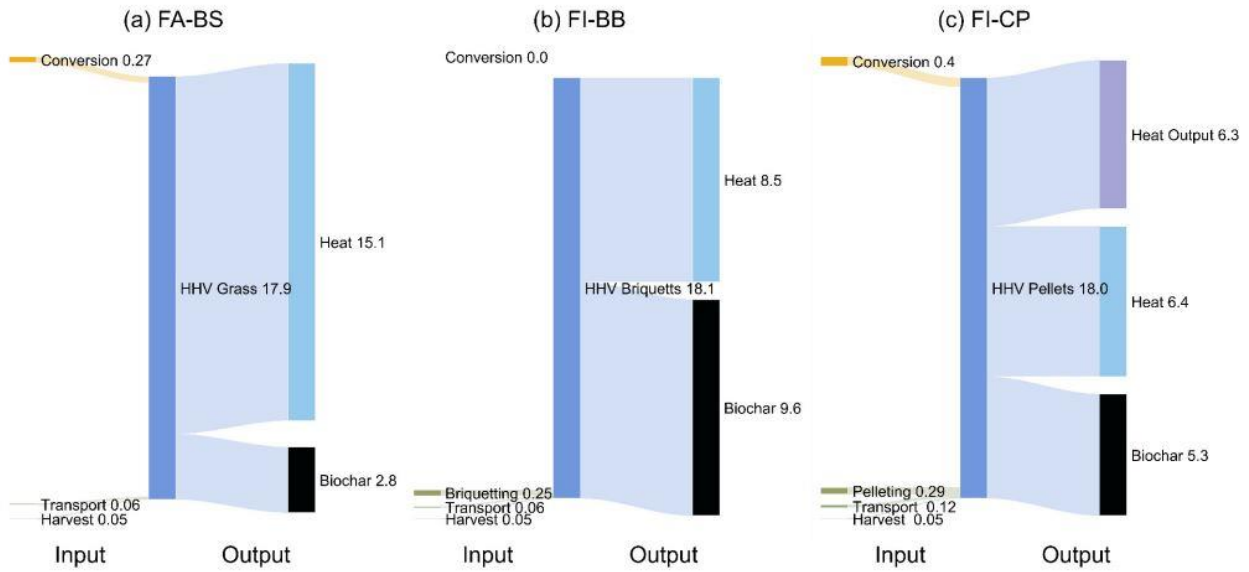 (a) FA-BS
Conversion 0.27
HHV Grass 17.9
Heat 15.1
Biochar 2.8
Transport 0.06
Harvest 0.05
Input
Output
(b) FI-BB
Conversion 0.0
Heat 8.5
HHV Briquetts 18.1
Biochar 9.6
Briquetting 0.25
Transport 0.06
Harvest 0.05
Input
Output
(c) FI-CP
Conversion 0.4
Heat Output 6.3
HHV Pellets 18.0
Heat 6.4
Biochar 5.3
Pelleting 0.29
Transport 0.12
Harvest 0.05
Input
Output